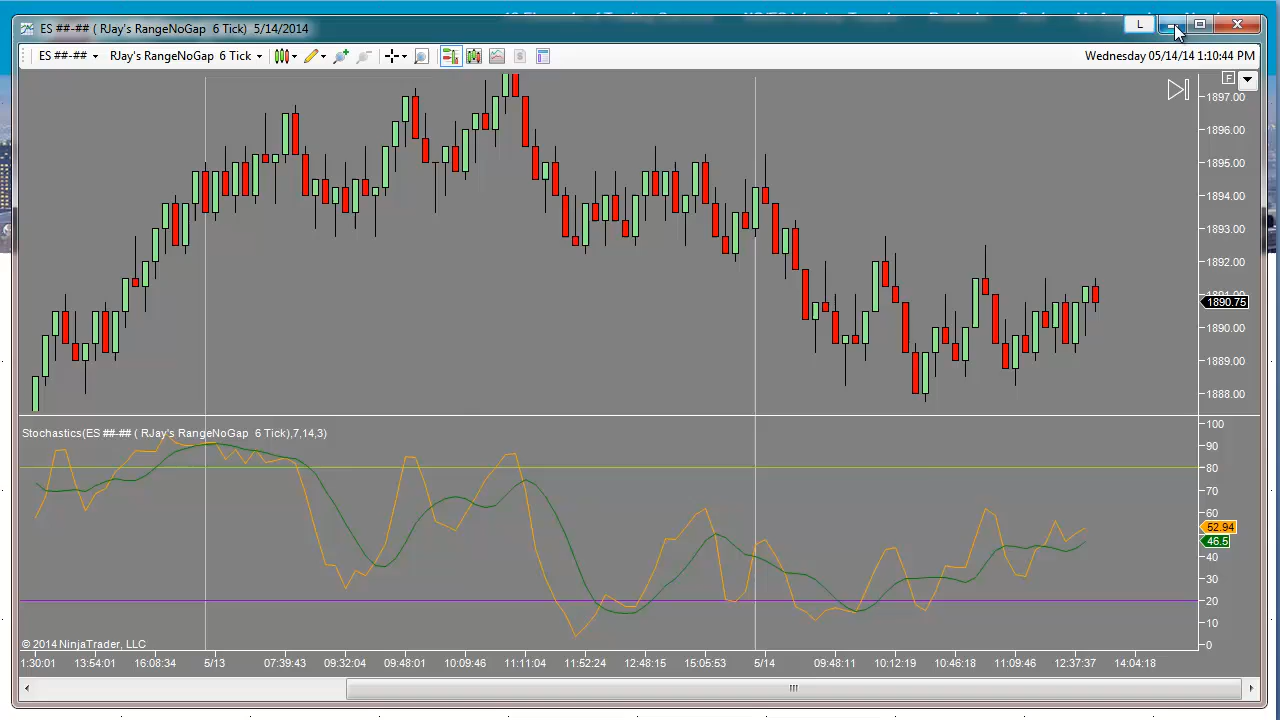 ES ##-## ( RJay's RangeNoGap 6 Tick) 5/14/2014
L
ES ##-## RJay's RangeNoGap 6 Tick
Wednesday 05/14/14 1:10:44 PM
F
1897.00
1896.00
1895.00
1894.00
1893.00
1892.00
1891.00
1890.75
1890.00
1889.00
1888.00
Stochastics(ES ##-## ( RJay's RangeNoGap 6 Tick),7,14,3)
100
90
80
70
60
52.94
46.5
40
30
20
10
0
© 2014 NinjaTrader, LLC
1:30:01 13:54:01 16:08:34 5/13 07:39:43 09:32:04 09:48:01 10:09:46 11:11:04 11:52:24 12:48:15 15:05:53 5/14 09:48:11 10:12:19 10:46:18 11:09:46 12:37:37 14:04:18